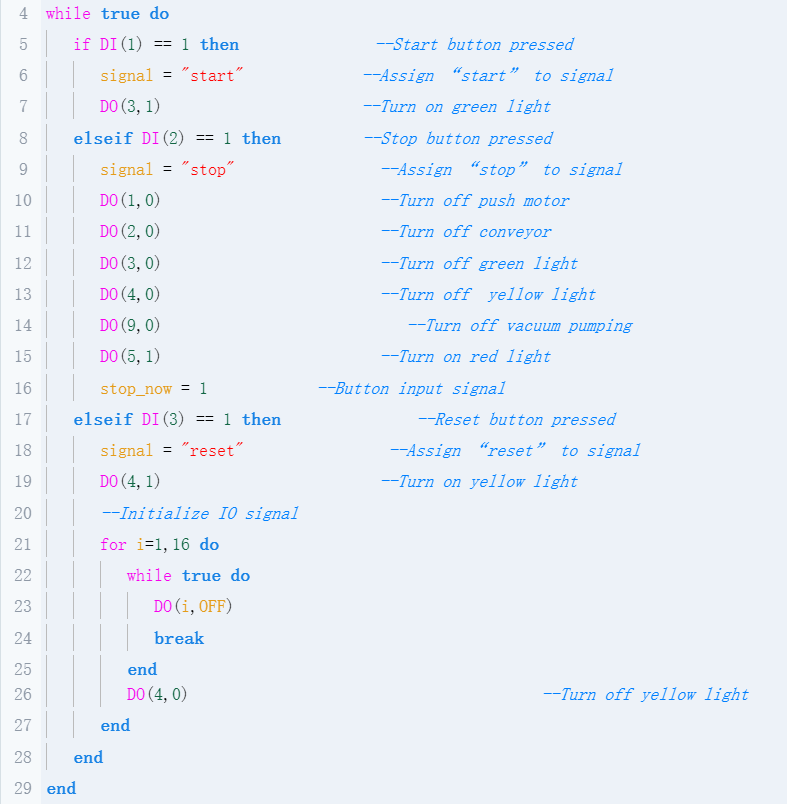 4 while true do
5 if DI(1) == 1 then --Start button pressed
6 signal = "start" --Assign “start” to signal
7 DO(3,1) --Turn on green light
8 elseif DI(2) == 1 then --Stop button pressed
9 signal = "stop" --Assign “stop” to signal
10 DO(1,0) --Turn off push motor
11 DO(2,0) --Turn off conveyor
12 DO(3,0) --Turn off green light
13 DO(4,0) --Turn off  yellow light
14 DO(9,0) --Turn off vacuum pumping
15 DO(5,1) --Turn on red light
16 stop_now = 1 --Button input signal
17 elseif DI(3) == 1 then --Reset button pressed
18 signal = "reset" --Assign “reset” to signal
19 DO(4,1) --Turn on yellow light
20 --Initialize IO signal
21 for i=1,16 do
22 while true do
23 DO(i,OFF)
24 break
25 end
26 DO(4,0) --Turn off yellow light
27 end
28 end
29 end